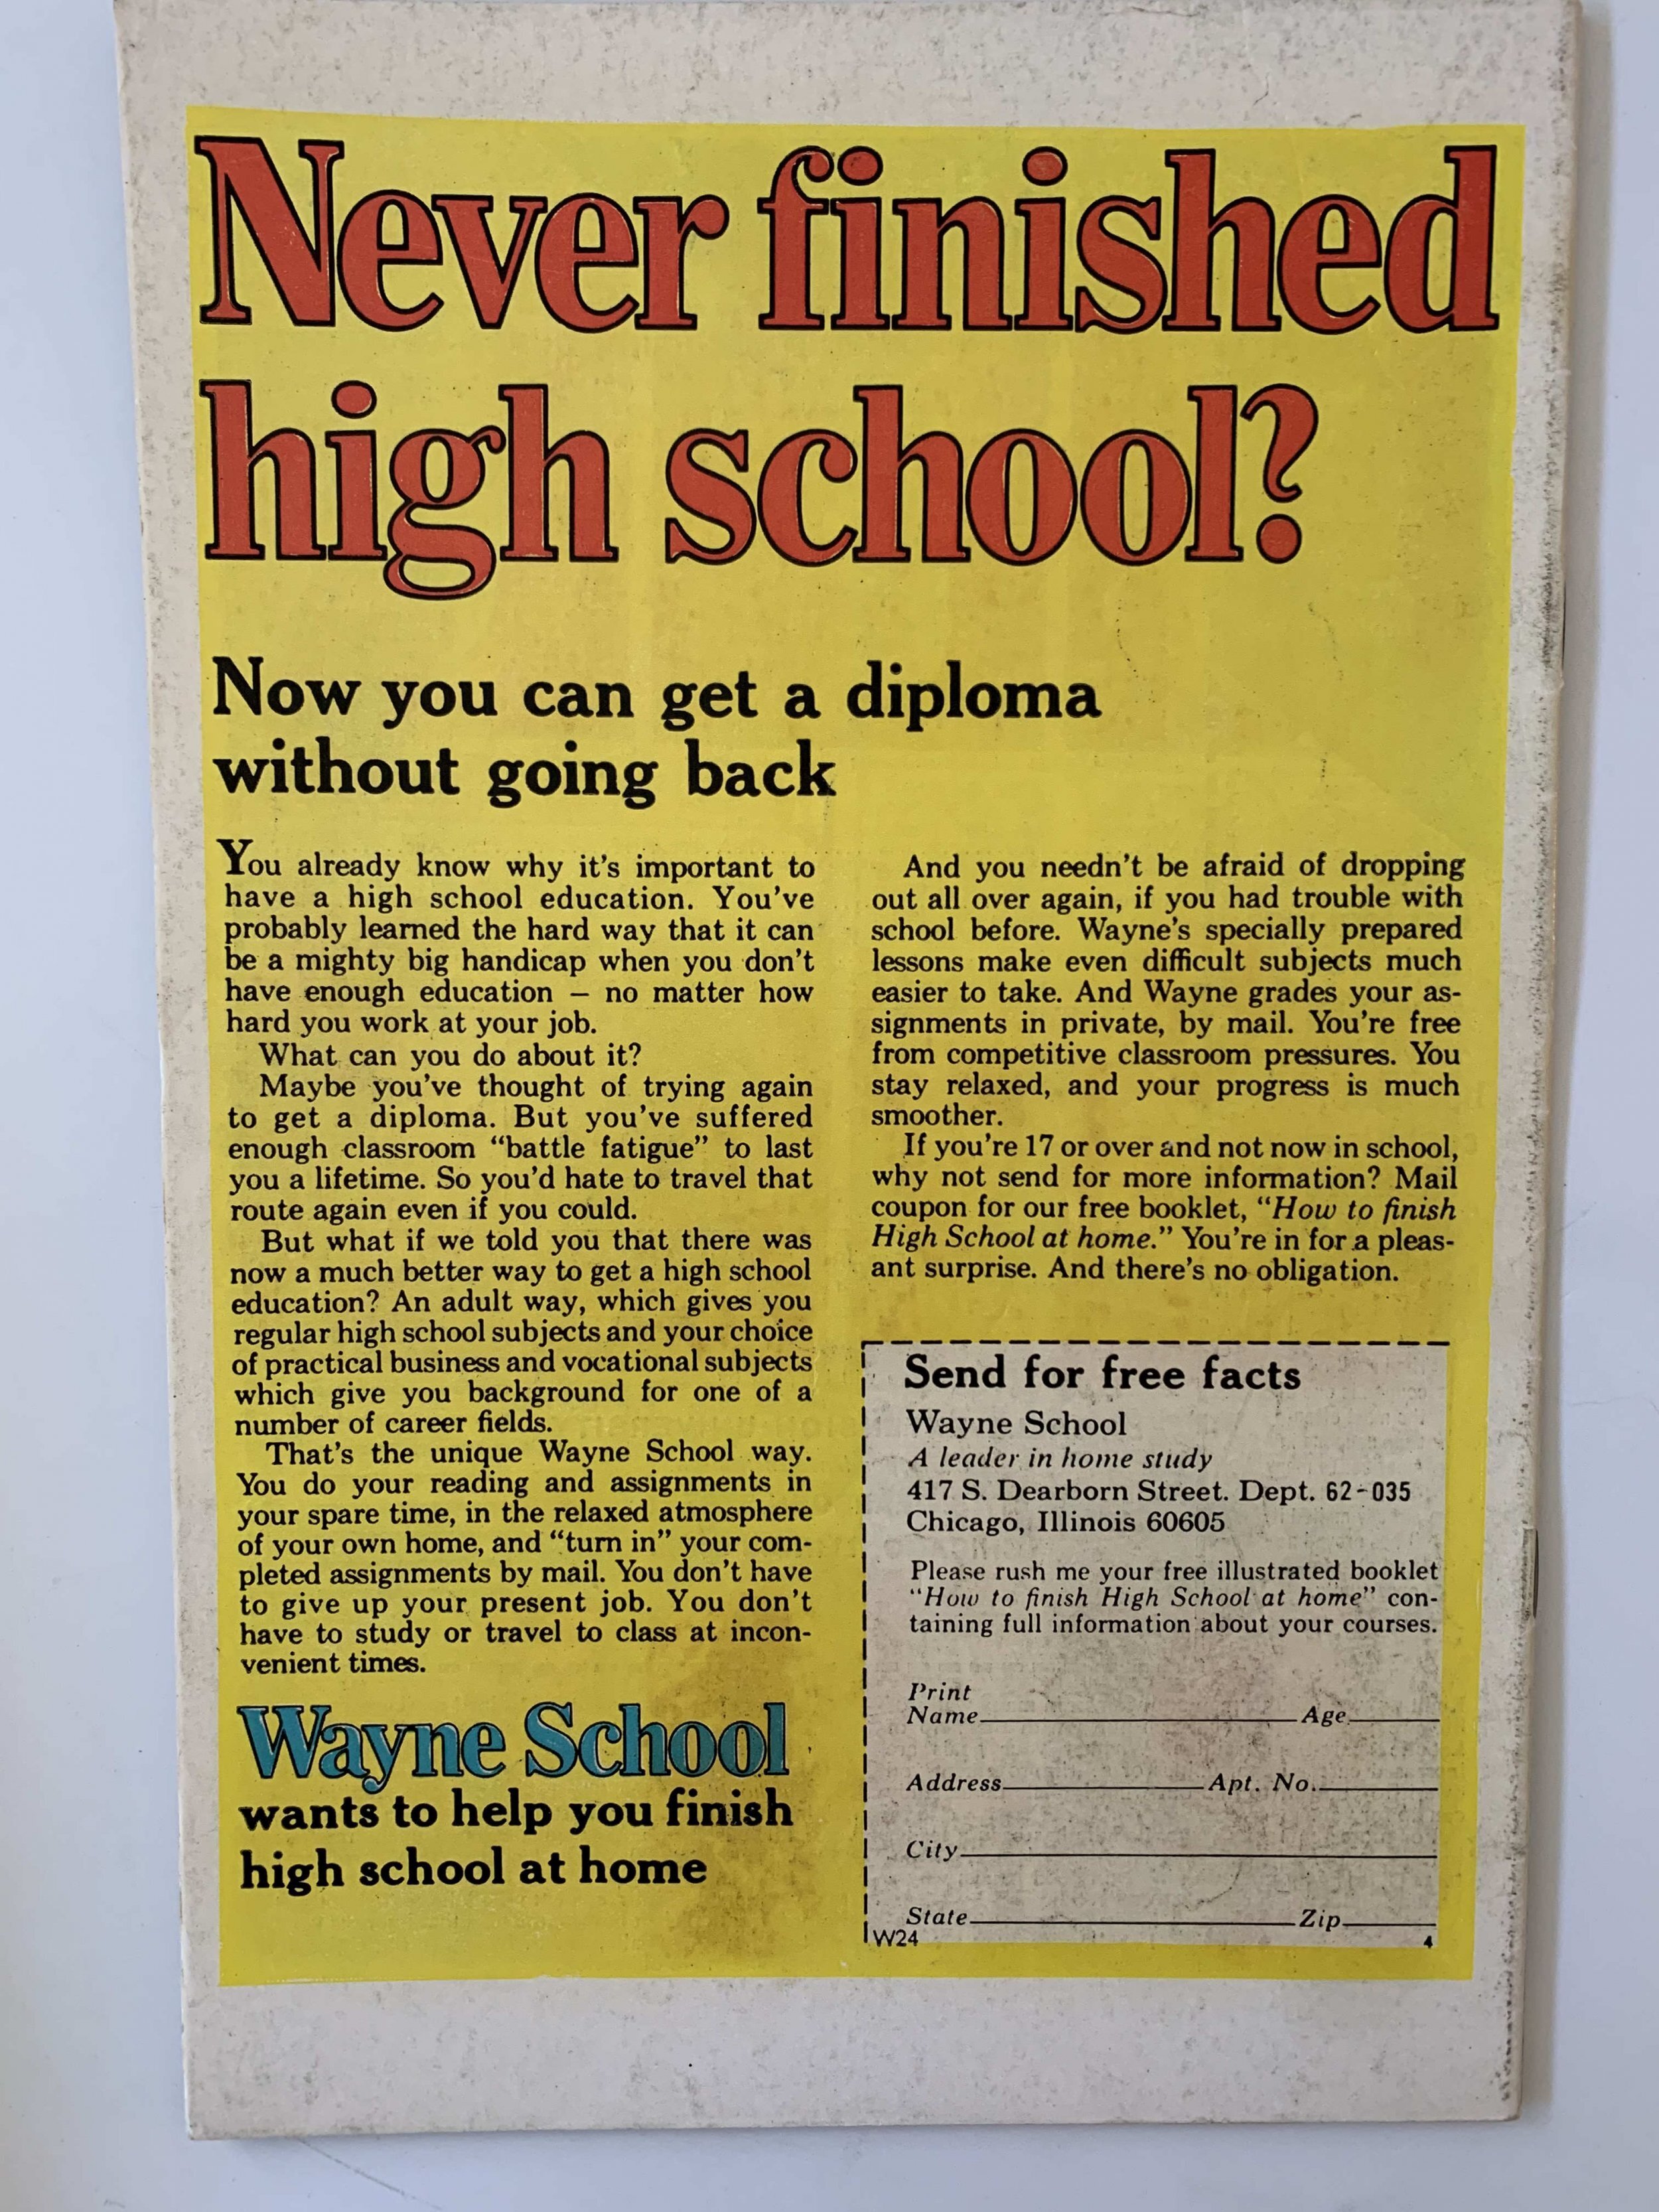 Never finished
high school?
Now you can get a diploma
without going back
You already know why it's important to
have a high school education. You've
probably learned the hard way that it can
be a mighty big handicap when you don't
have enough education – no matter how
hard you work at your job.
What can you do about it?
Maybe you've thought of trying again
to get a diploma. But you've suffered
enough classroom “battle fatigue” to last
you a lifetime. So you'd hate to travel that
route again even if you could.
But what if we told you that there was
now a much better way to get a high school
education? An adult way, which gives you
regular high school subjects and your choice
of practical business and vocational subjects
which give you background for one of a
number of career fields.
That's the unique Wayne School way.
You do your reading and assignments in
your spare time, in the relaxed atmosphere
of your own home, and “turn in” your com-
pleted assignments by mail. You don't have
to give up your present job. You don't
have to study or travel to class at incon-
venient times.
Wayne School
wants to help you finish
high school at home
And you needn't be afraid of dropping
out all over again, if you had trouble with
school before. Wayne's specially prepared
lessons make even difficult subjects much
easier to take. And Wayne grades your as-
signments in private, by mail. You're free
from competitive classroom pressures. You
stay relaxed, and your progress is much
smoother.
If you're 17 or over and not now in school,
why not send for more information? Mail
coupon for our free booklet, “How to finish
High School at home.” You're in for a pleas-
ant surprise. And there's no obligation.
Send for free facts
Wayne School
A leader in home study
417 S. Dearborn Street. Dept. 62-035
Chicago, Illinois 60605
Please rush me your free illustrated booklet
“How to finish High School at home” con-
taining full information about your courses.
Print
Name Age
Address Apt. No.
City
State Zip
W24 4